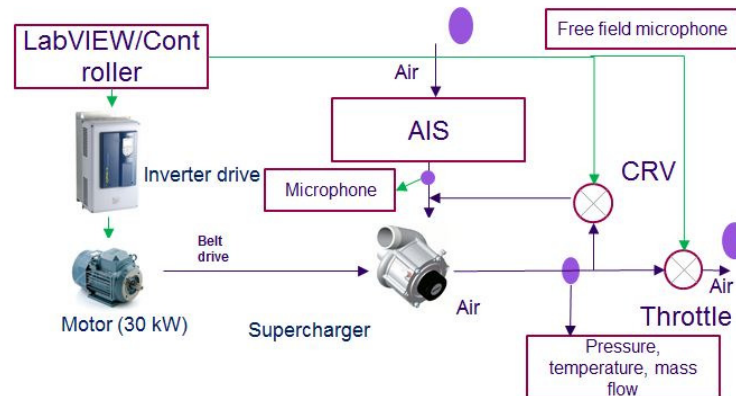 LabVIEW/Cont
roller
Free field microphone
Air
AIS
CRV
Inverter drive
Microphone
Belt
drive
Air
Air
Motor (30 kW)
Supercharger
Throttle
Pressure,
temperature, mass
flow